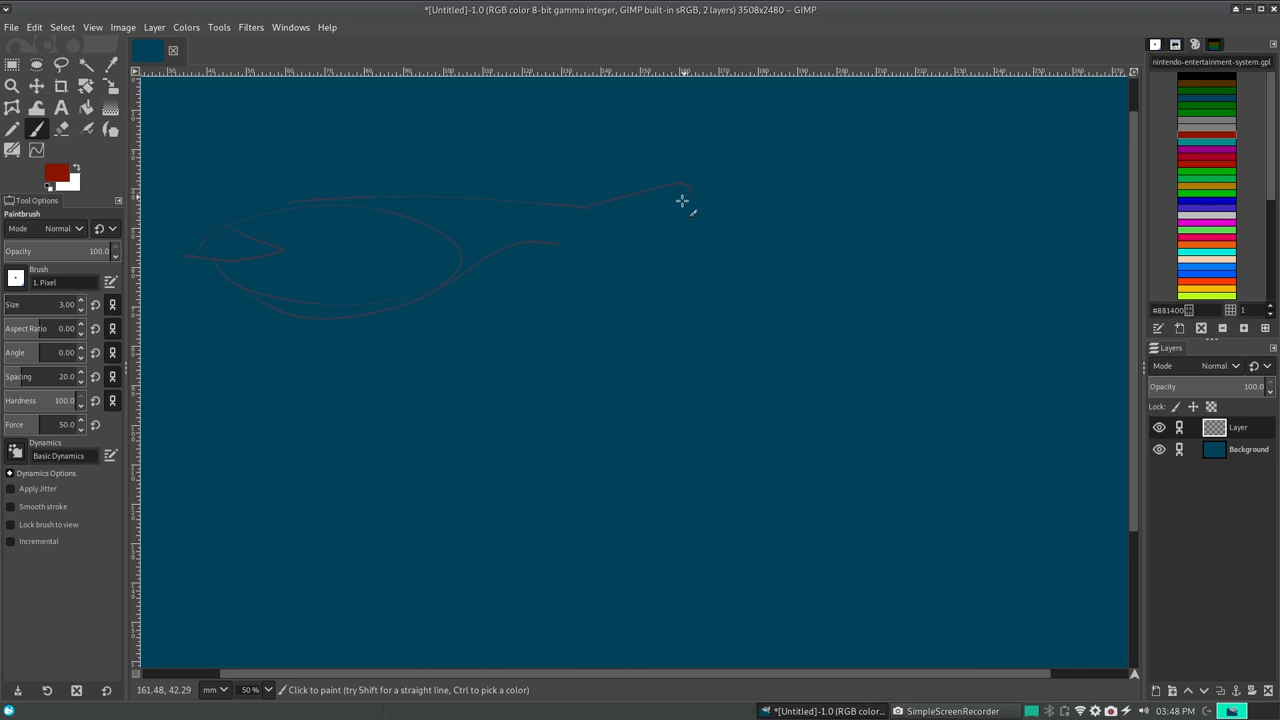 *[Untitled]-1.0 (RGB color 8-bit gamma integer, GIMP built-in sRGB, 2 layers) 3508x2480 – GIMP
File Edit Select View Image Layer Colors Tools Filters Windows Help
nintendo-entertainment-system.gpl
Tool Options
Paintbrush
Mode Normal
Opacity 100.0
Brush
1. Pixel
Size 3.00
Aspect Ratio 0.00
Angle 0.00
Spacing 20.0
Hardness 100.0
Force 50.0
Dynamics
Basic Dynamics
Dynamics Options
Apply Jitter
Smooth stroke
Lock brush to view
Incremental
#881400 1
Layers
Mode Normal
Opacity 100.0
Lock:
Layer
Background
161.48, 42.29 mm 50 % Click to paint (try Shift for a straight line, Ctrl to pick a color)
*[Untitled]-1.0 (RGB color... SimpleScreenRecorder 03:48 PM